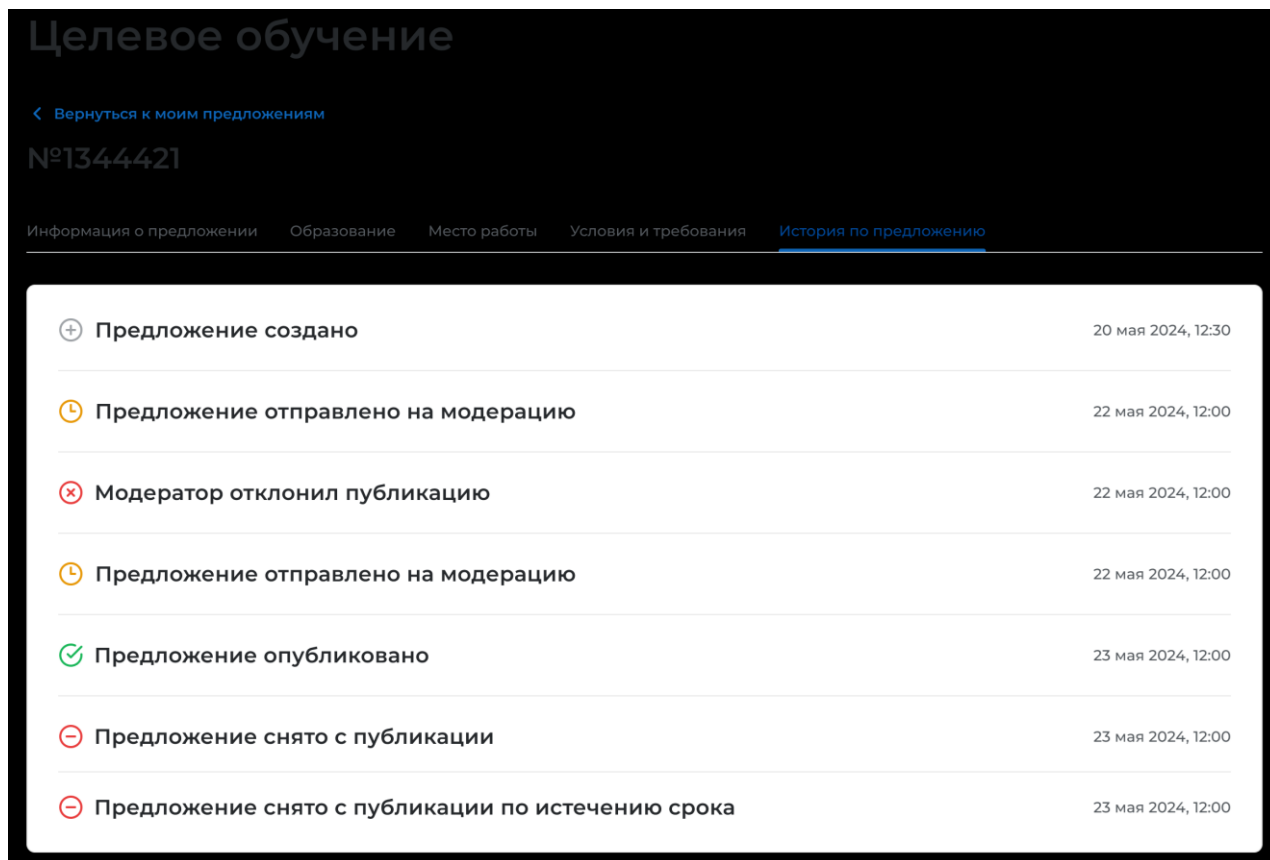 Целевое обучение
Вернуться к моим предложениям
№1344421
Информация о предложении Образование Место работы Условия и требования История по предложению
Предложение создано 20 мая 2024, 12:30
Предложение отправлено на модерацию 22 мая 2024, 12:00
Модератор отклонил публикацию 22 мая 2024, 12:00
Предложение отправлено на модерацию 22 мая 2024, 12:00
Предложение опубликовано 23 мая 2024, 12:00
Предложение снято с публикации 23 мая 2024, 12:00
Предложение снято с публикации по истечению срока 23 мая 2024, 12:00